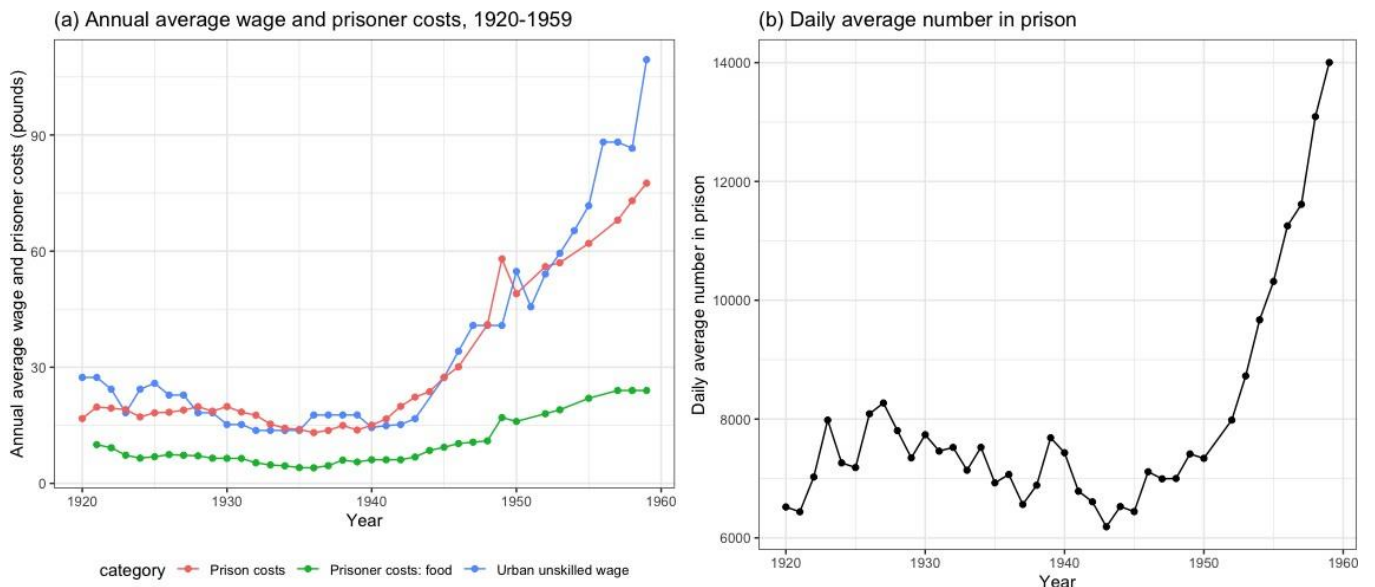 (a) Annual average wage and prisoner costs, 1920-1959
Annual average wage and prisoner costs (pounds)
90
60
30
0
1920 1930 1940 1950 1960
Year
category Prison costs Prisoner costs: food Urban unskilled wage
(b) Daily average number in prison
Daily average number in prison
14000
12000
10000
8000
6000
1920 1930 1940 1950 1960
Year